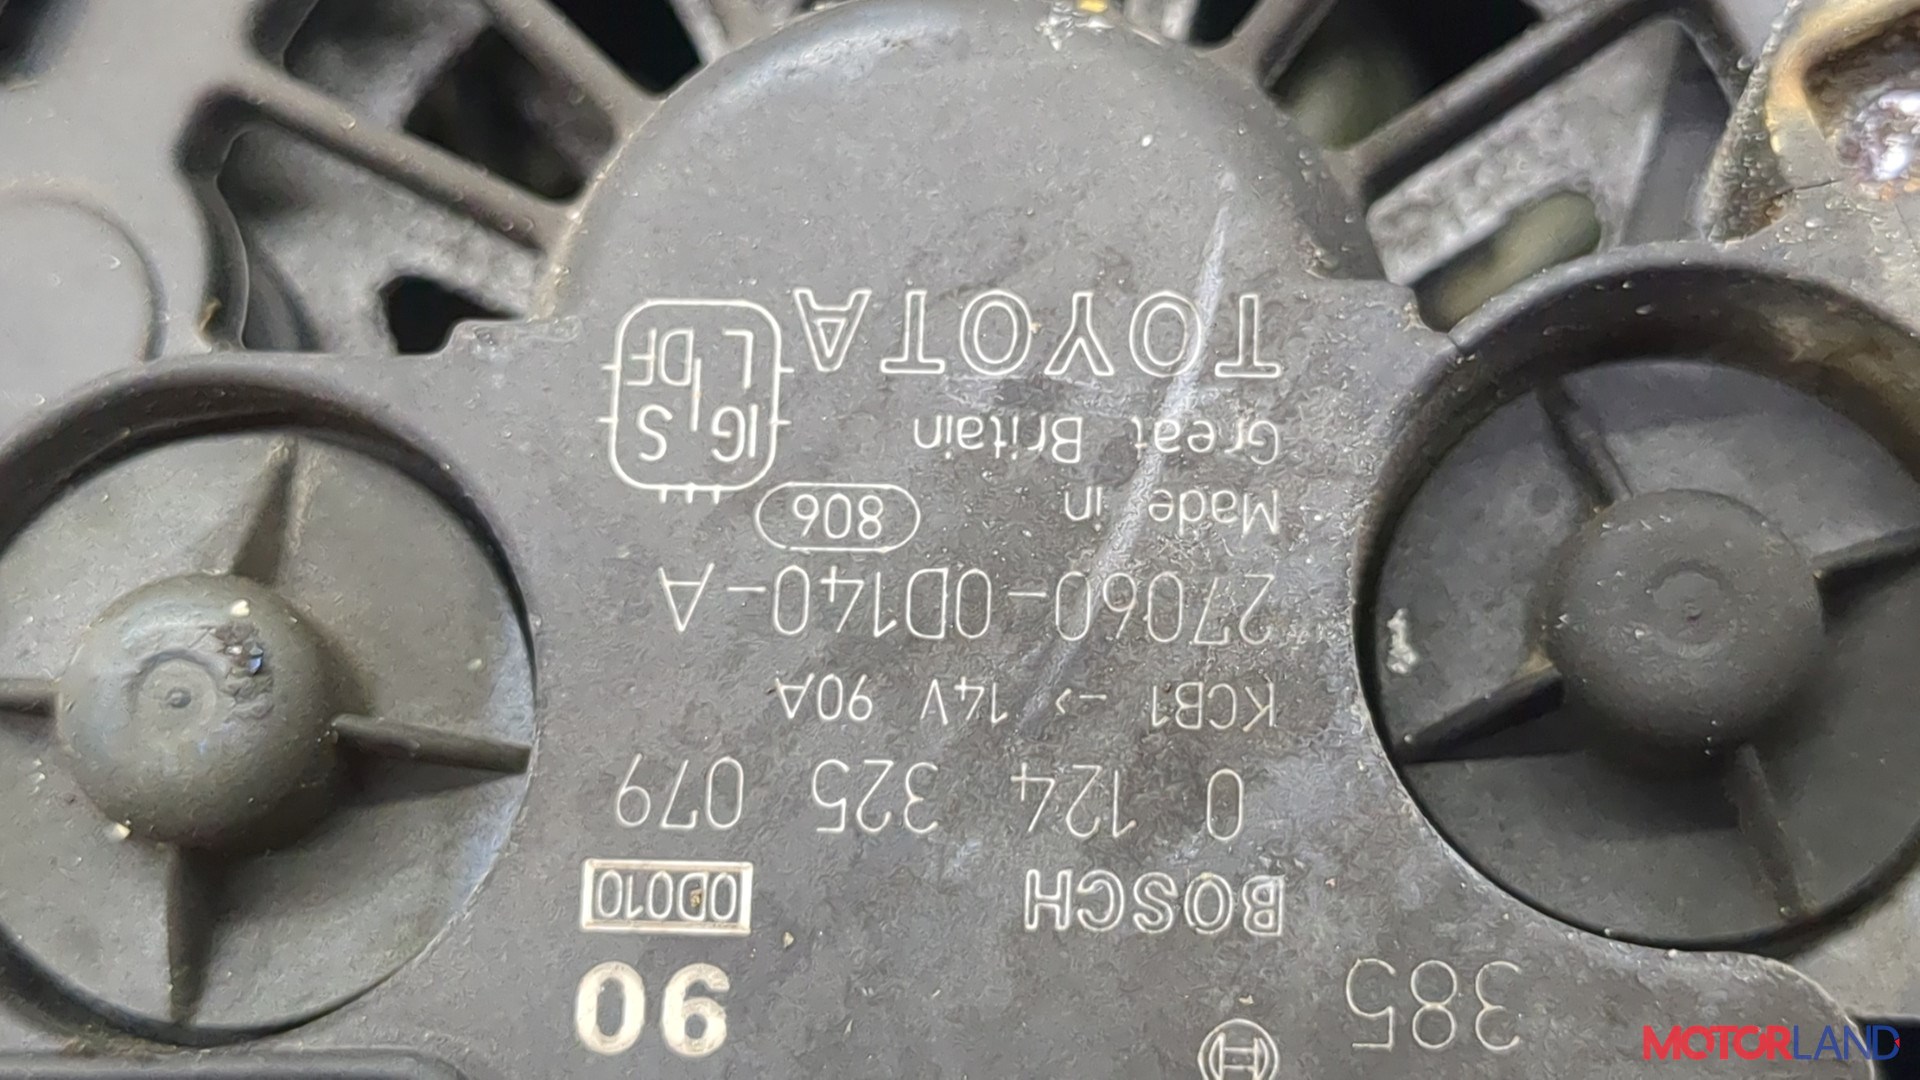 385
90
BOSCH 0D010
0 124 325 079
KCB1 -> 14V 90A
27060-0D140-A
Made in 806
Great Britain
IG S
TOYOTA
L DF
MOTORLAND